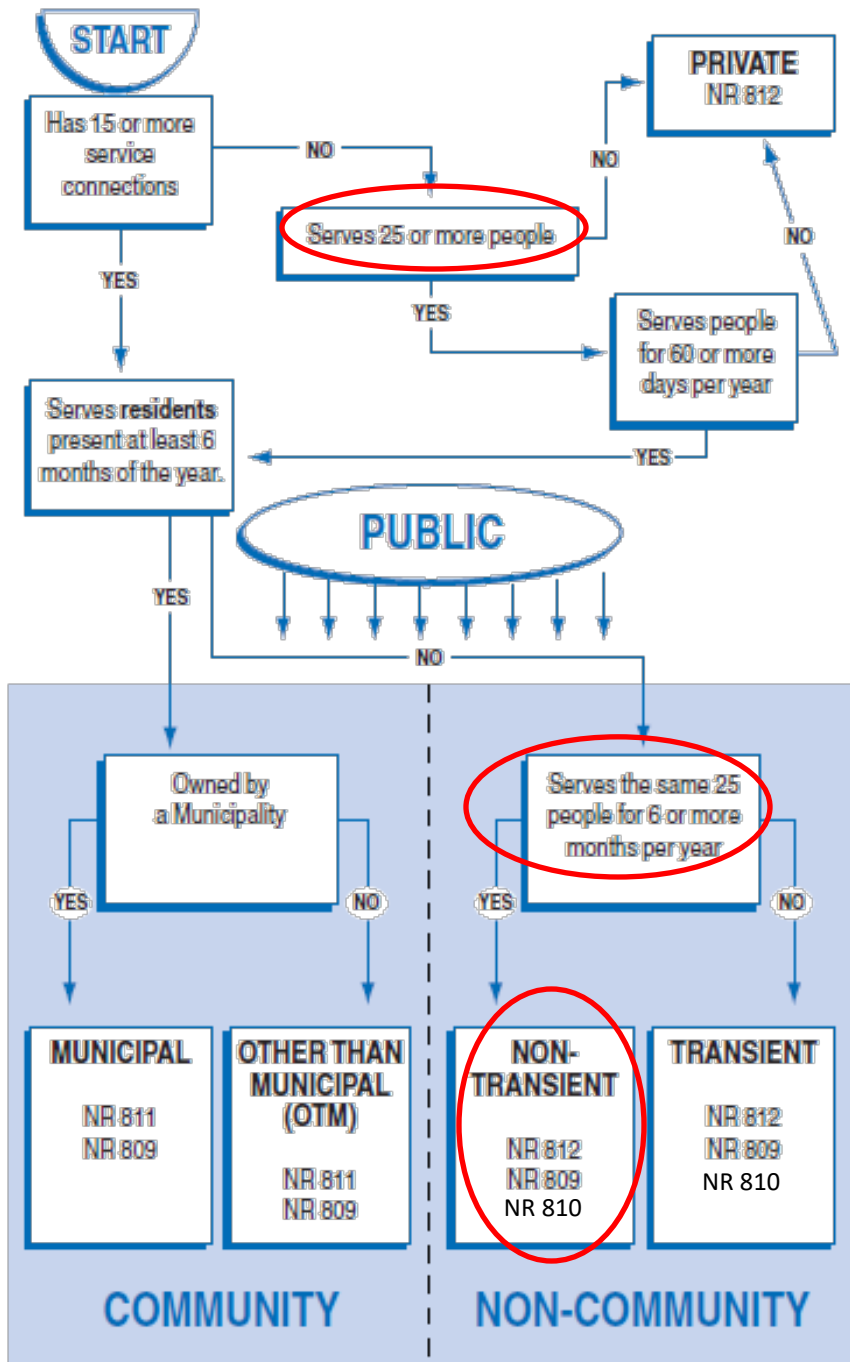 START
Has 15 or more
service
connections
NO
PRIVATE
NR 812
NO
Serves 25 or more people
NO
YES
YES
Serves people
for 60 or more
days per year
Serves residents
present at least 6
months of the year.
YES
PUBLIC
YES
NO
Owned by
a Municipality
Serves the same 25
people for 6 or more
months per year
YES
NO
YES
NO
MUNICIPAL
NR 811
NR 809
OTHER THAN
MUNICIPAL
(OTM)
NR 811
NR 809
NON-
TRANSIENT
NR 812
NR 809
NR 810
TRANSIENT
NR 812
NR 809
NR 810
COMMUNITY
NON-COMMUNITY